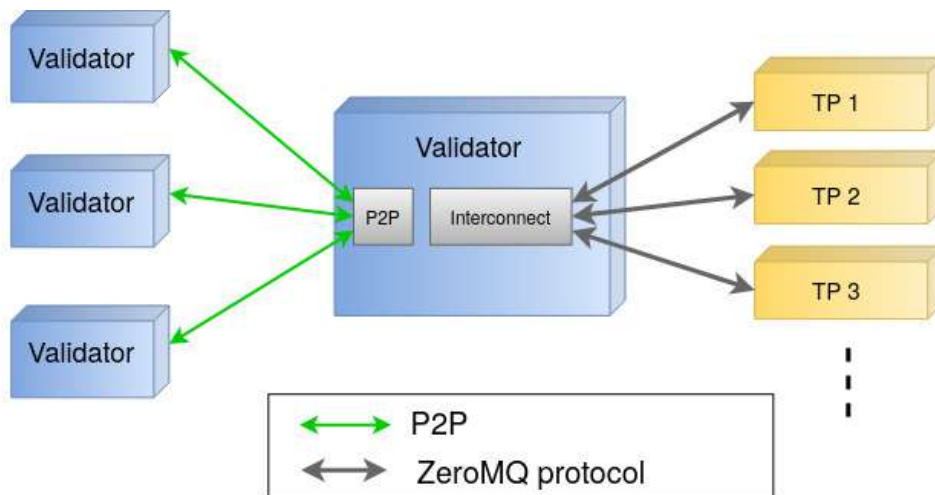 Validator
Validator
Validator
Validator
P2P
Interconnect
TP 1
TP 2
TP 3
P2P
ZeroMQ protocol